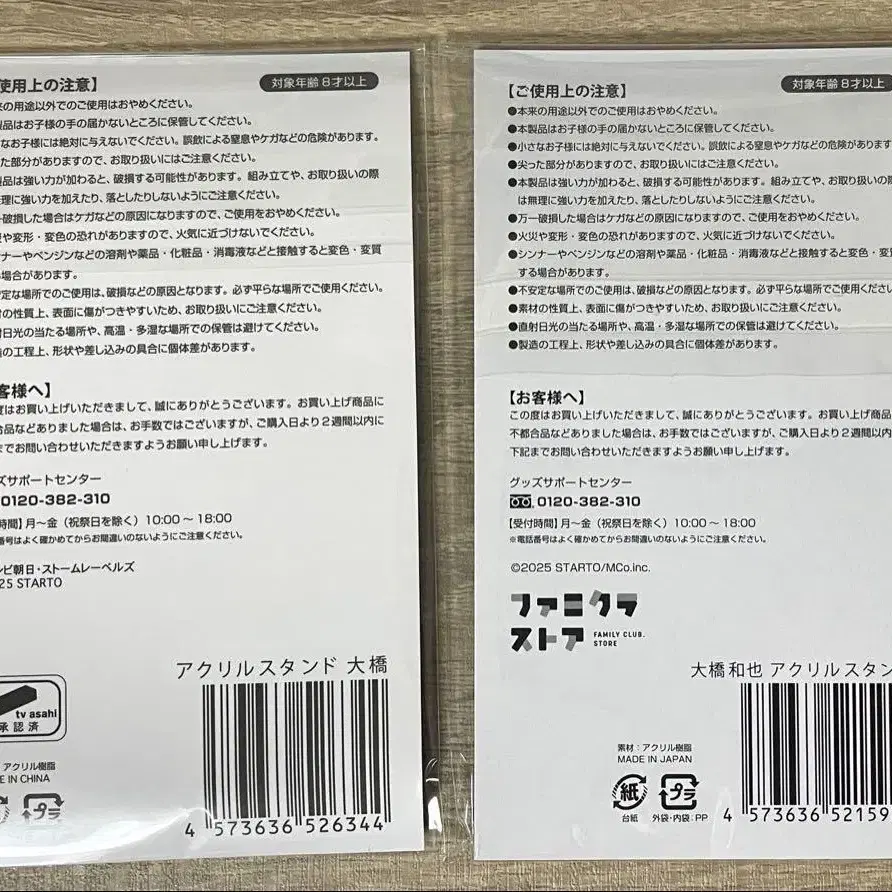 使用上の注意】
対象年齢8才以上
来の用途以外でのご使用はおやめください。
製品はお子様の手の届かないところに保管してください。
なお子様には絶対に与えないでください。誤飲による窒息やケガなどの危険があります。
った部分がありますので、お取り扱いにはご注意ください。
製品は強い力が加わると、破損する可能性があります。組み立てや、お取り扱いの際
無理に強い力を加えたり、落としたりしないようにご注意ください。
一破損した場合はケガなどの原因になりますので、ご使用をおやめください。
や変形・変色の恐れがありますので、火気に近づけないでください。
ンナーやベンジンなどの溶剤や薬品・化粧品・消毒液などと接触すると変色・変質
る場合があります。
安定な場所でのご使用は、破損などの原因となります。必ず平らな場所でご使用ください。
材の性質上、表面に傷がつきやすいため、お取り扱いにご注意ください。
射日光の当たる場所や、高温・多湿な場所での保管は避けてください。
造の工程上、形状や差し込みの具合に個体差があります。
客様へ】
度はお買い上げいただきまして、誠にありがとうございます。お買い上げ商品に
合品などありました場合は、お手数ではございますが、ご購入日より2週間以内に
までお問い合わせいただきますようお願い申し上げます。
ッズサポートセンター
0120-382-310
時間】月～金（祝祭日を除く）10:00～18:00
番号はよく確かめてからお間違いのないようにご注意ください。
レビ朝日・ストームレーベルズ
25 STARTO
アクリルスタンド 大橋
tv asahi
承認済
アクリル樹脂
E IN CHINA
プラ
4 573636 526344
【ご使用上の注意】
対象年齢8才以上
●本来の用途以外でのご使用はおやめください。
●本製品はお子様の手の届かないところに保管してください。
●小さなお子様には絶対に与えないでください。誤飲による窒息やケガなどの危険があります
●尖った部分がありますので、お取り扱いにはご注意ください。
●本製品は強い力が加わると、破損する可能性があります。組み立てや、お取り扱いの際
は無理に強い力を加えたり、落としたりしないようにご注意ください。
●万一破損した場合はケガなどの原因になりますので、ご使用をおやめください。
●火災や変形・変色の恐れがありますので、火気に近づけないでください。
●シンナーやベンジンなどの溶剤や薬品・化粧品・消毒液などと接触すると変色・変質
する場合があります。
●不安定な場所でのご使用は、破損などの原因となります。必ず平らな場所でご使用ください
●素材の性質上、表面に傷がつきやすいため、お取り扱いにご注意ください。
●直射日光の当たる場所や、高温・多湿な場所での保管は避けてください。
●製造の工程上、形状や差し込みの具合に個体差があります。
【お客様へ】
この度はお買い上げいただきまして、誠にありがとうございます。お買い上げ商品
不都合品などありました場合は、お手数ではございますが、ご購入日より2週間以内
下記までお問い合わせいただきますようお願い申し上げます。
グッズサポートセンター
0120-382-310
【受付時間】月～金（祝祭日を除く）10:00～18:00
※電話番号はよく確かめてからお間違いのないようにご注意ください。
©2025 STARTO/MCo.inc.
ファミクラ
ストア FAMILY CLUB. STORE
大橋和也 アクリルスタン
素材：アクリル樹脂
MADE IN JAPAN
紙 プラ
台紙 外袋・内袋：PP
4 573636 52159